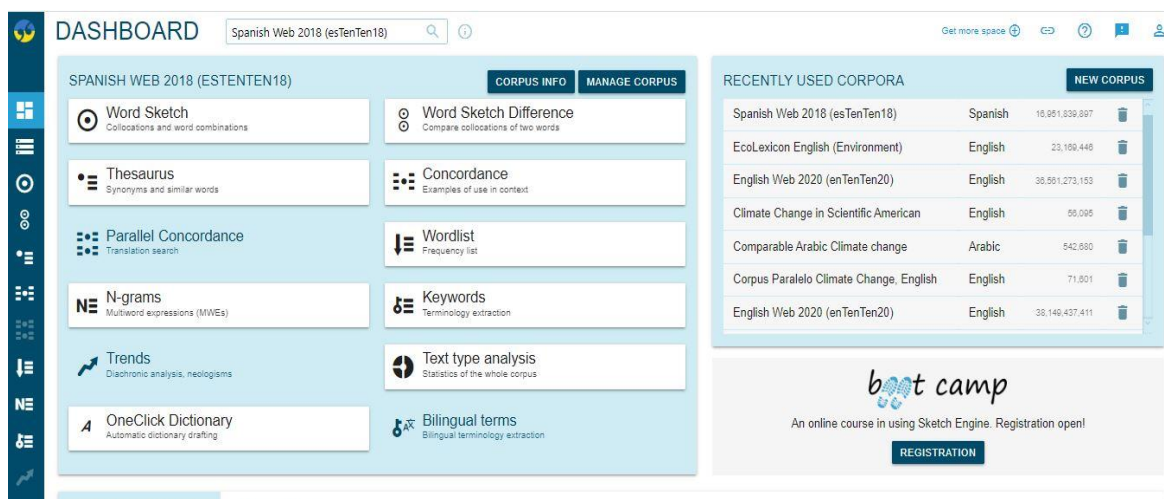 DASHBOARD
Spanish Web 2018 (esTenTen18)
Get more space
SPANISH WEB 2018 (ESTENTEN18)
CORPUS INFO
MANAGE CORPUS
Word Sketch
Collocations and word combinations
Word Sketch Difference
Compare collocations of two words
Thesaurus
Synonyms and similar words
Concordance
Examples of use in context
Parallel Concordance
Translation search
Wordlist
Frequency list
N-grams
Multiword expressions (MWEs)
Keywords
Terminology extraction
Trends
Diachronic analysis, neologisms
Text type analysis
Statistics of the whole corpus
OneClick Dictionary
Automatic dictionary drafting
Bilingual terms
Bilingual terminology extraction
RECENTLY USED CORPORA
NEW CORPUS
Spanish Web 2018 (esTenTen18) Spanish 16,951,839,897
EcoLexicon English (Environment) English 23,169,446
English Web 2020 (enTenTen20) English 36,561,273,153
Climate Change in Scientific American English 56,095
Comparable Arabic Climate change Arabic 542,680
Corpus Paralelo Climate Change, English English 71,601
English Web 2020 (enTenTen20) English 38,149,437,411
boot camp
An online course in using Sketch Engine. Registration open!
REGISTRATION